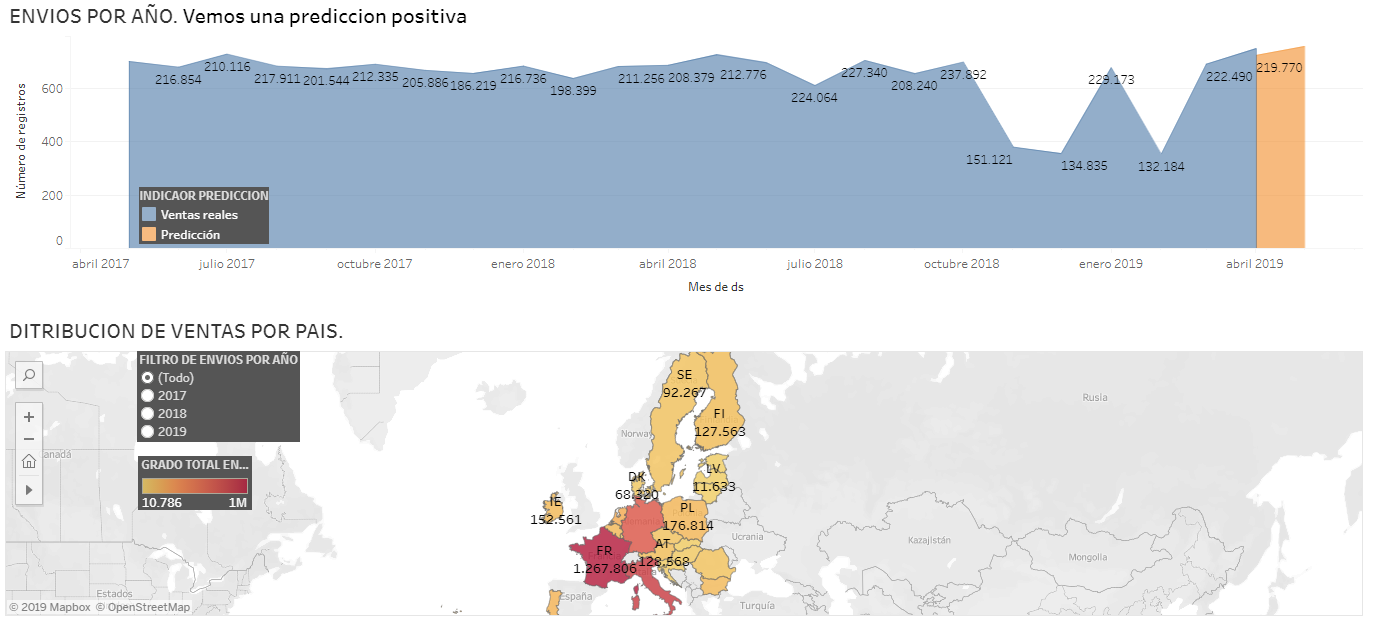 ENVIOS POR AÑO. Vemos una prediccion positiva
Número de registros
600
400
200
0
216.854
210.116
217.911
201.544
212.335
205.886
186.219
216.736
198.399
211.256
208.379
212.776
224.064
227.340
208.240
237.892
151.121
134.835
229.173
132.184
222.490
219.770
INDICAOR PREDICCION
Ventas reales
Predicción
abril 2017
julio 2017
octubre 2017
enero 2018
abril 2018
julio 2018
octubre 2018
enero 2019
abril 2019
Mes de ds
DITRIBUCION DE VENTAS POR PAIS.
FILTRO DE ENVIOS POR AÑO
(Todo)
2017
2018
2019
GRADO TOTAL EN...
10.786
1M
anadá
Estados
SE
92.267
FI
127.563
Norway
LV
11.633
DK
68.320
IE
152.561
PL
176.814
AT
128.568
FR
1.267.806
España
Ucrania
Turquía
Rusia
Kazajistán
Mongolia
© 2019 Mapbox © OpenStreetMap